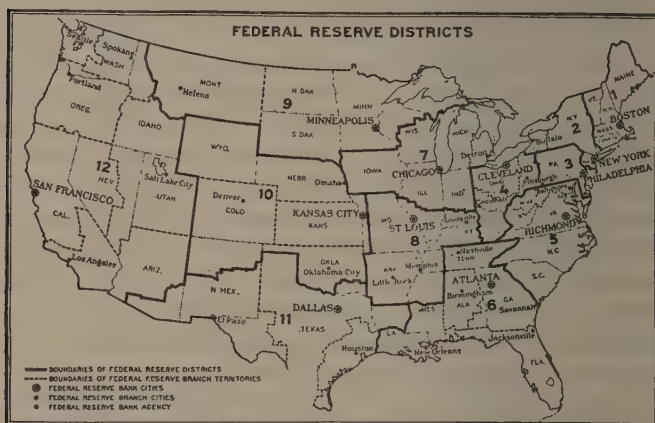 FEDERAL RESERVE DISTRICTS
Seattle
Spokane
WASH
Portland
OREG.
IDAHO
MONT
Helena
WYO.
12
NEV.
Salt Lake City
UTAH
SAN FRANCISCO
CAL.
Los Angeles
ARIZ.
N DAK
9
MINN
MINNEAPOLIS
S DAK
NEBR
Omaha
10
Denver
COLO
KANSAS CITY
KANS
OKLA
Oklahoma City
N MEX.
El Paso
11
DALLAS
TEXAS
Houston
WIS
7
MICH
Detroit
IOWA
CHICAGO
ILL
IND
MO
ST LOUIS
8
Louisville
KY
ARK
Little Rock
Memphis
Nashville
TENN
MISS
LA
New Orleans
ATLANTA
Birmingham
ALA
6
GA
Savannah
Jacksonville
FLA
CLEVELAND
4
Cincinnati
Pittsburgh
PA
3
Baltimore
W VA
VA
RICHMOND
5
N.C
S.C.
MAINE
1
VT.
N.H.
BOSTON
MASS
N.Y
2
Buffalo
NEW YORK
PHILADELPHIA
BOUNDARIES OF FEDERAL RESERVE DISTRICTS
BOUNDARIES OF FEDERAL RESERVE BRANCH TERRITORIES
FEDERAL RESERVE BANK CITIES
FEDERAL RESERVE BRANCH CITIES
FEDERAL RESERVE BANK AGENCY